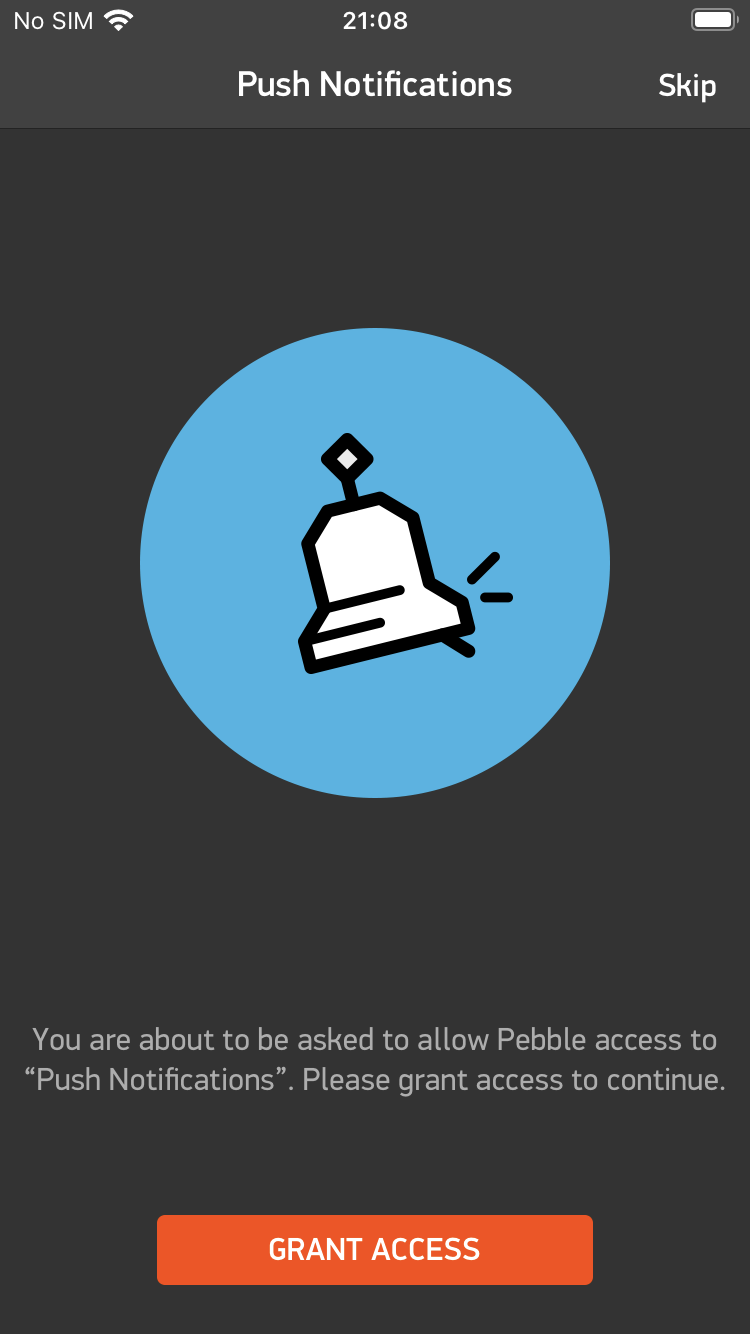 No SIM 21:08
Push Notifications Skip
You are about to be asked to allow Pebble access to
“Push Notifications”. Please grant access to continue.
GRANT ACCESS